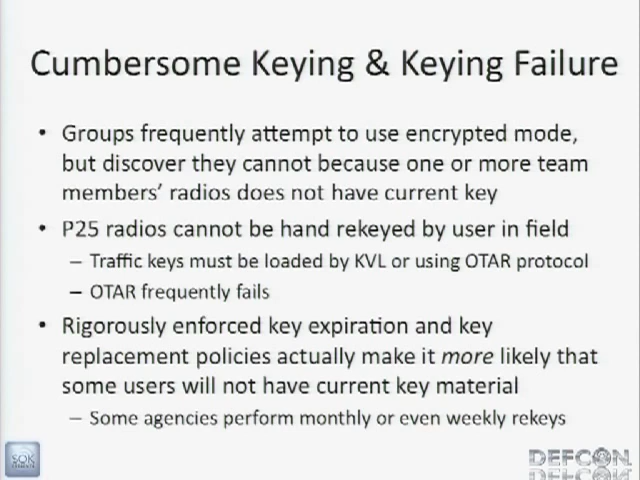 Cumbersome Keying & Keying Failure
• Groups frequently attempt to use encrypted mode,
but discover they cannot because one or more team
members' radios does not have current key
• P25 radios cannot be hand rekeyed by user in field
– Traffic keys must be loaded by KVL or using OTAR protocol
– OTAR frequently fails
• Rigorously enforced key expiration and key
replacement policies actually make it more likely that
some users will not have current key material
– Some agencies perform monthly or even weekly rekeys
SOK
DEFCON